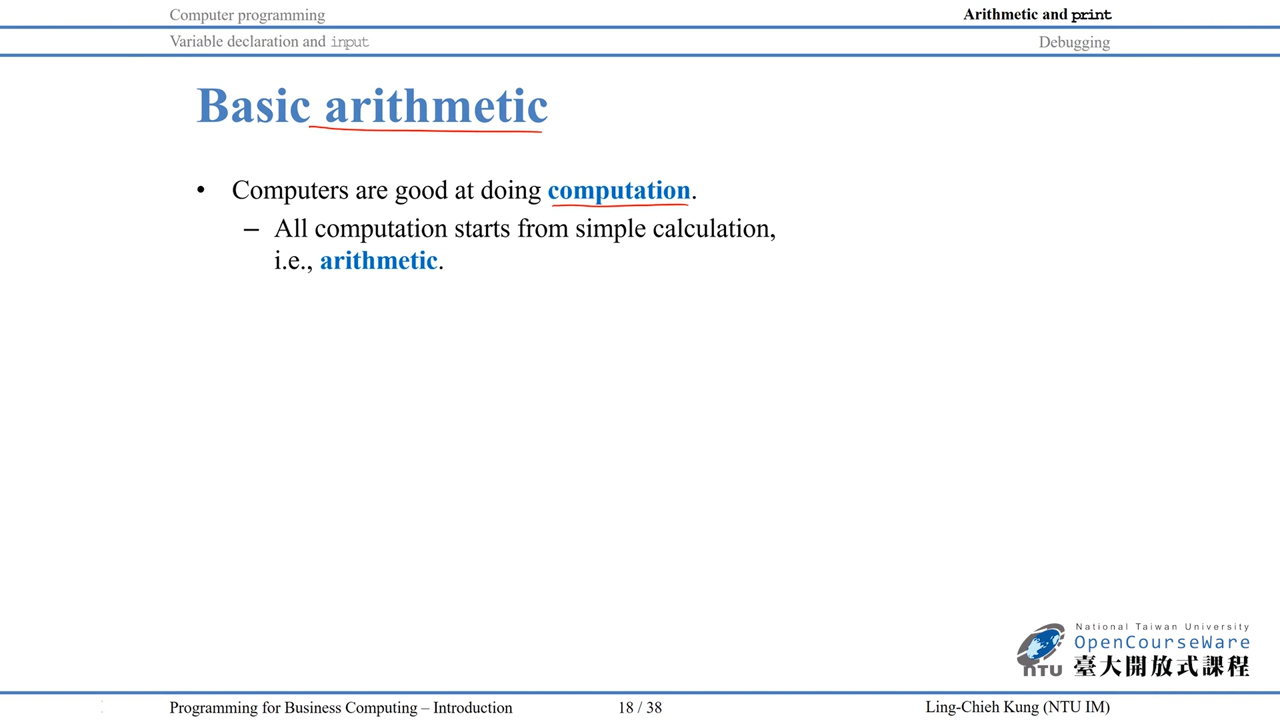 Computer programming
Arithmetic and print
Variable declaration and input
Debugging
Basic arithmetic
• Computers are good at doing computation.
– All computation starts from simple calculation,
i.e., arithmetic.
National Taiwan University
OpenCourseWare
NTU 臺大開放式課程
Programming for Business Computing – Introduction
18 / 38
Ling-Chieh Kung (NTU IM)